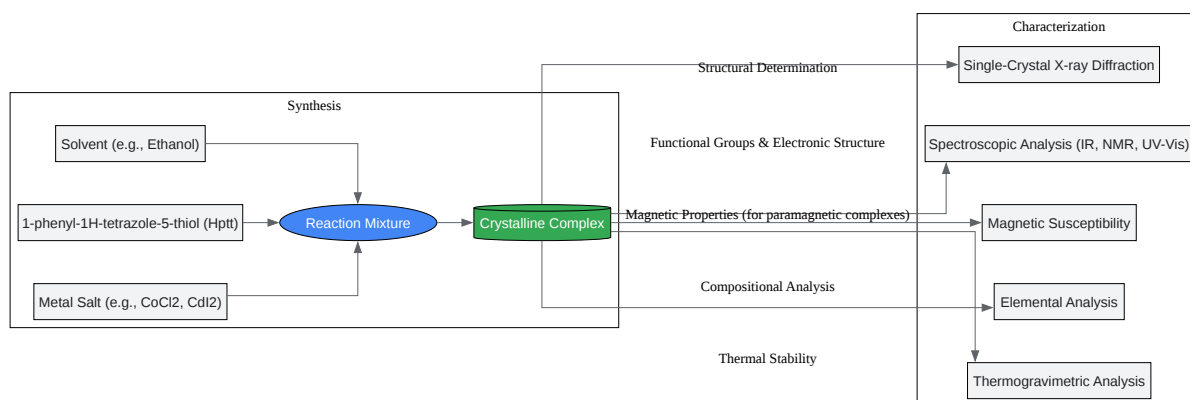 Characterization
Structural Determination
Single-Crystal X-ray Diffraction
Synthesis
Solvent (e.g., Ethanol)
Functional Groups & Electronic Structure
Spectroscopic Analysis (IR, NMR, UV-Vis)
1-phenyl-1H-tetrazole-5-thiol (Hptt)
Reaction Mixture
Crystalline Complex
Magnetic Properties (for paramagnetic complexes)
Magnetic Susceptibility
Metal Salt (e.g., CoCl2, CdI2)
Compositional Analysis
Elemental Analysis
Thermal Stability
Thermogravimetric Analysis